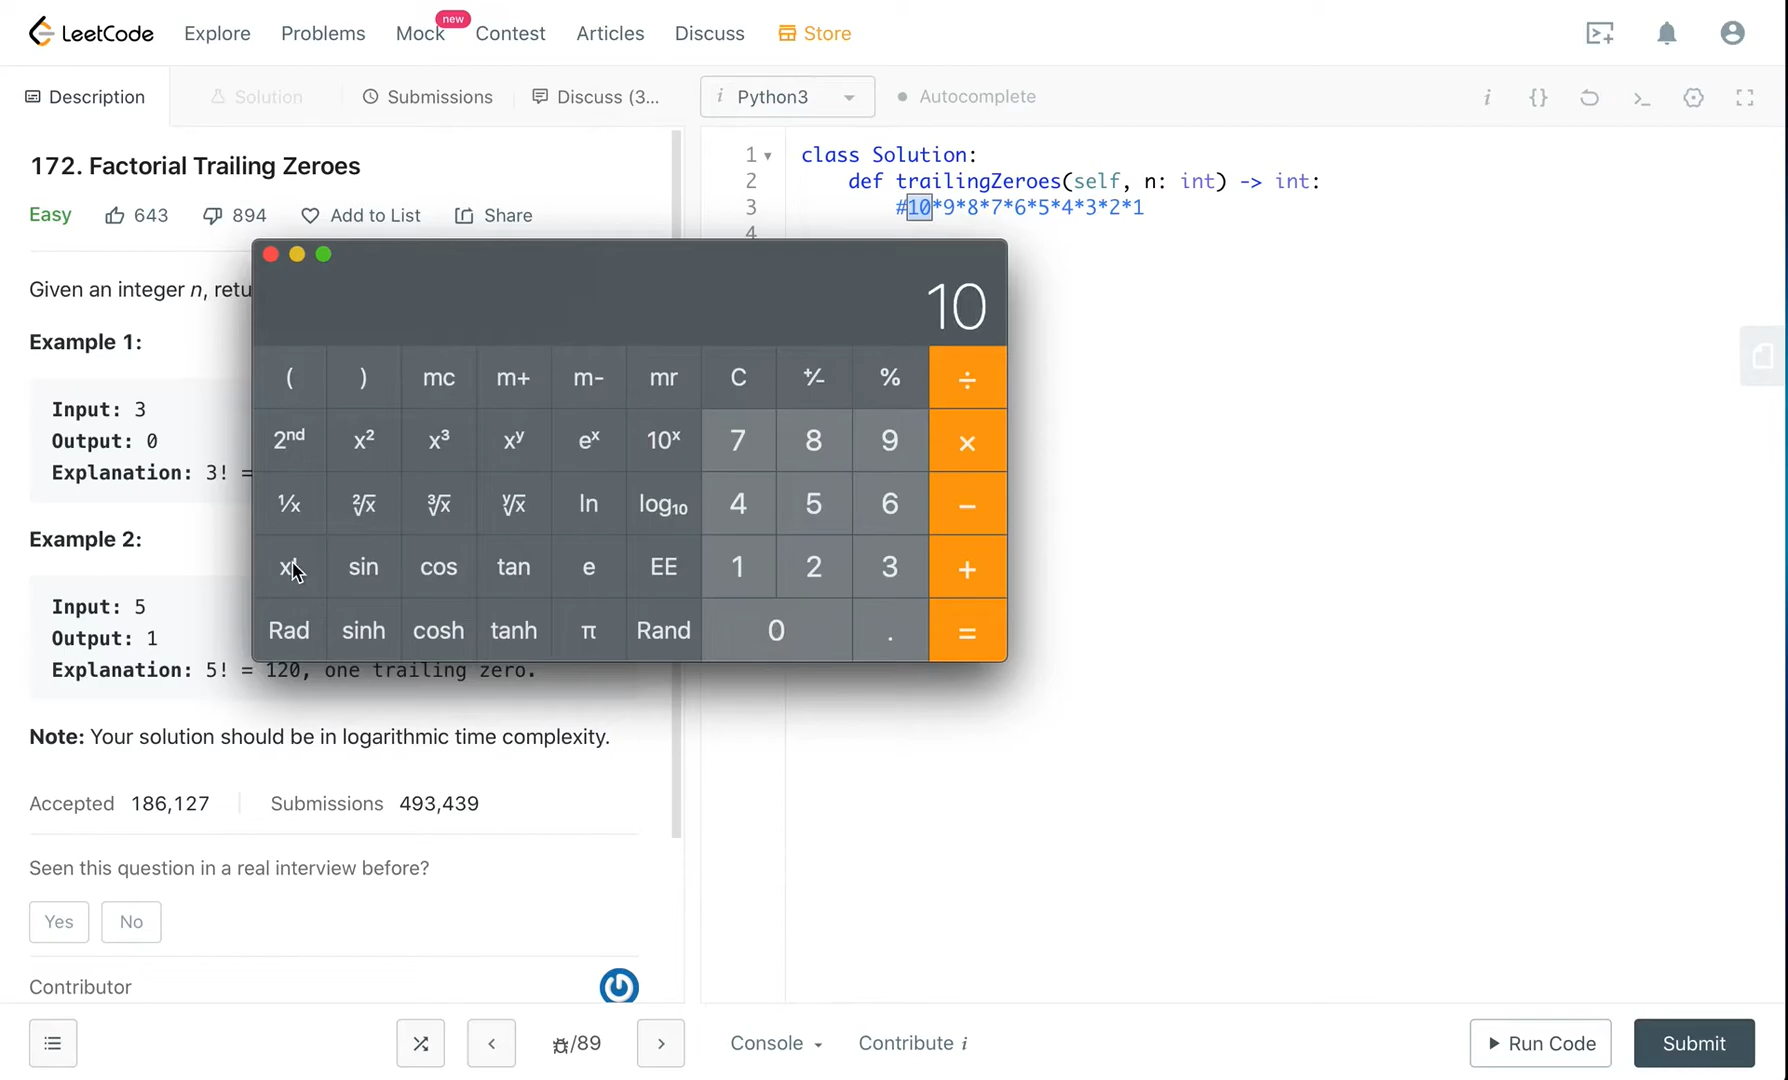 LeetCode Explore Problems Mock new Contest Articles Discuss Store
Description Solution Submissions Discuss (3...
i Python3 Autocomplete i {}
172. Factorial Trailing Zeroes
Easy 643 894 Add to List Share
Given an integer n, retu
Example 1:
Input: 3
Output: 0
Explanation: 3! =
Example 2:
Input: 5
Output: 1
Explanation: 5! = 120, one trailing zero.
Note: Your solution should be in logarithmic time complexity.
Accepted 186,127 Submissions 493,439
Seen this question in a real interview before?
Yes No
Contributor
/89
1 class Solution:
2 def trailingZeroes(self, n: int) -> int:
3 #10*9*8*7*6*5*4*3*2*1
4
10
( ) mc m+ m- mr C +/- % ÷
2nd x² x³ xʸ eˣ 10ˣ 7 8 9 ×
1/x ²√x ³√x ʸ√x ln log₁₀ 4 5 6 −
x! sin cos tan e EE 1 2 3 +
Rad sinh cosh tanh π Rand 0 . =
Console Contribute i
Run Code Submit